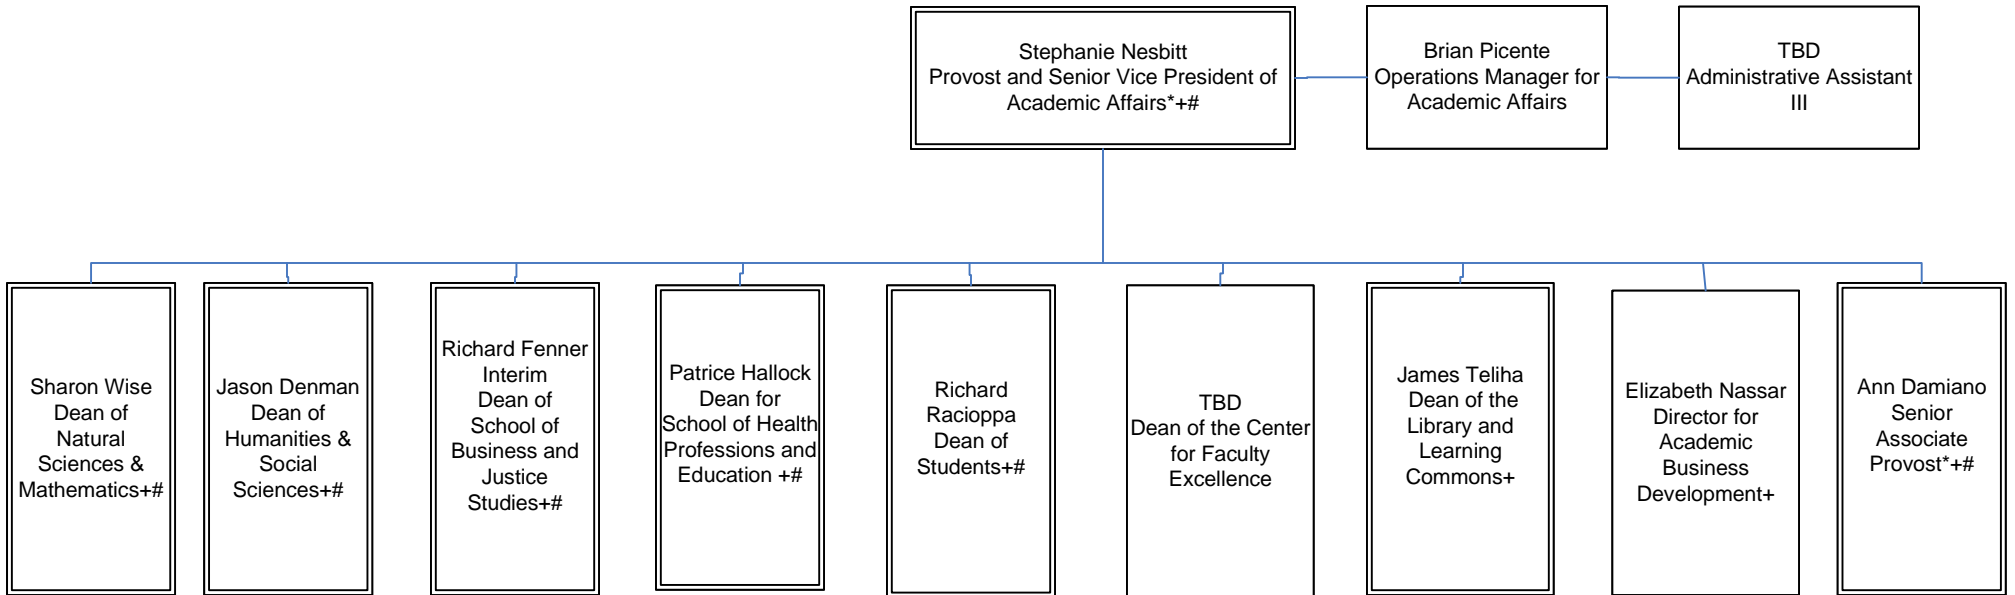 Stephanie Nesbitt
Provost and Senior Vice President of
Academic Affairs*+#
Brian Picente
Operations Manager for
Academic Affairs
TBD
Administrative Assistant
III
Sharon Wise
Dean of
Natural
Sciences &
Mathematics+#
Jason Denman
Dean of
Humanities &
Social
Sciences+#
Richard Fenner
Interim
Dean of
School of
Business and
Justice
Studies+#
Patrice Hallock
Dean for
School of Health
Professions and
Education +#
Richard
Racioppa
Dean of
Students+#
TBD
Dean of the Center
for Faculty
Excellence
James Teliha
Dean of the
Library and
Learning
Commons+
Elizabeth Nassar
Director for
Academic
Business
Development+
Ann Damiano
Senior
Associate
Provost*+#